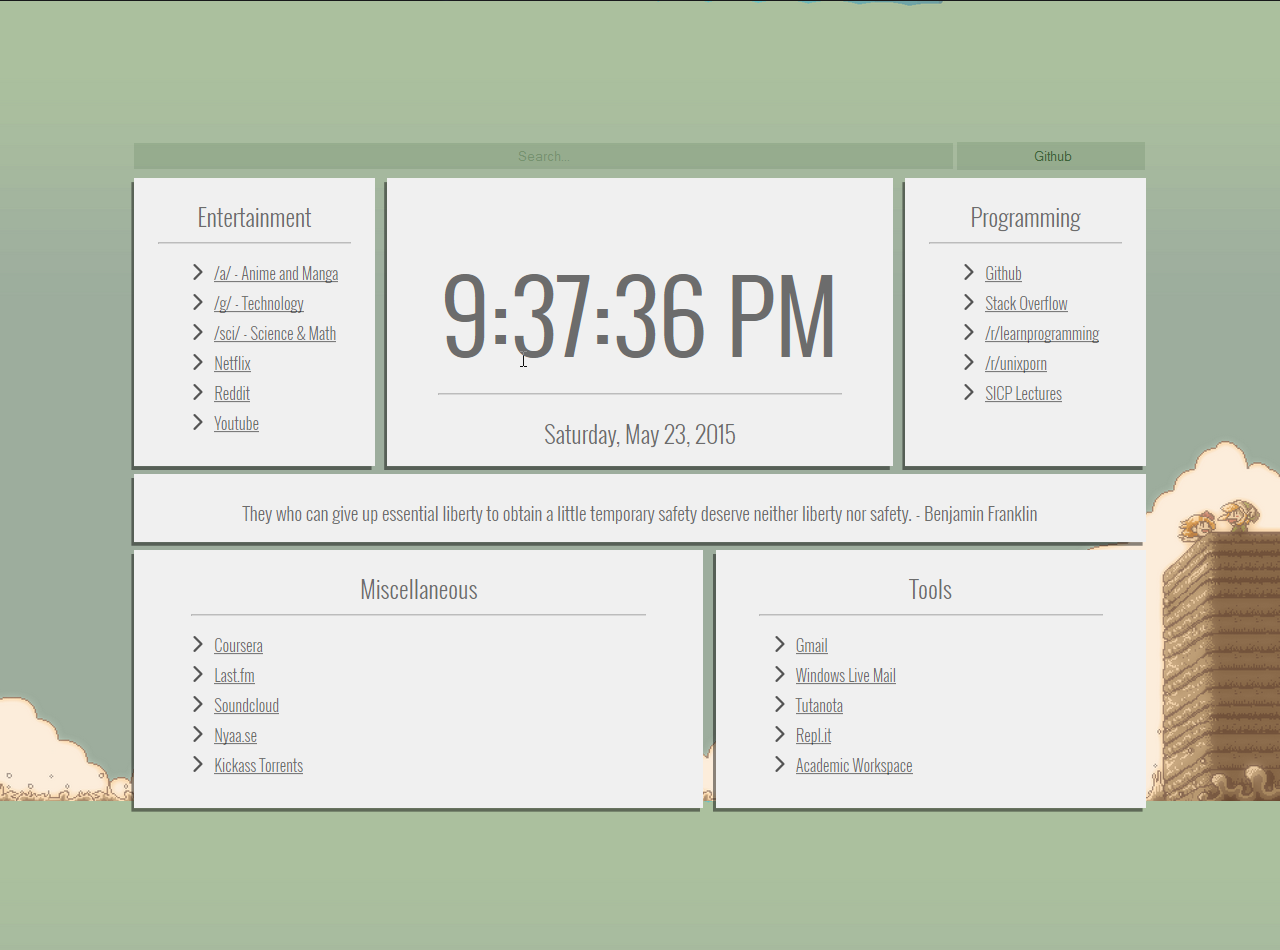 Search...
Github
Entertainment
/a/ - Anime and Manga
/g/ - Technology
/sci/ - Science & Math
Netflix
Reddit
Youtube
9:37:36 PM
Saturday, May 23, 2015
Programming
Github
Stack Overflow
/r/learnprogramming
/r/unixporn
SICP Lectures
They who can give up essential liberty to obtain a little temporary safety deserve neither liberty nor safety. - Benjamin Franklin
Miscellaneous
Coursera
Last.fm
Soundcloud
Nyaa.se
Kickass Torrents
Tools
Gmail
Windows Live Mail
Tutanota
Repl.it
Academic Workspace